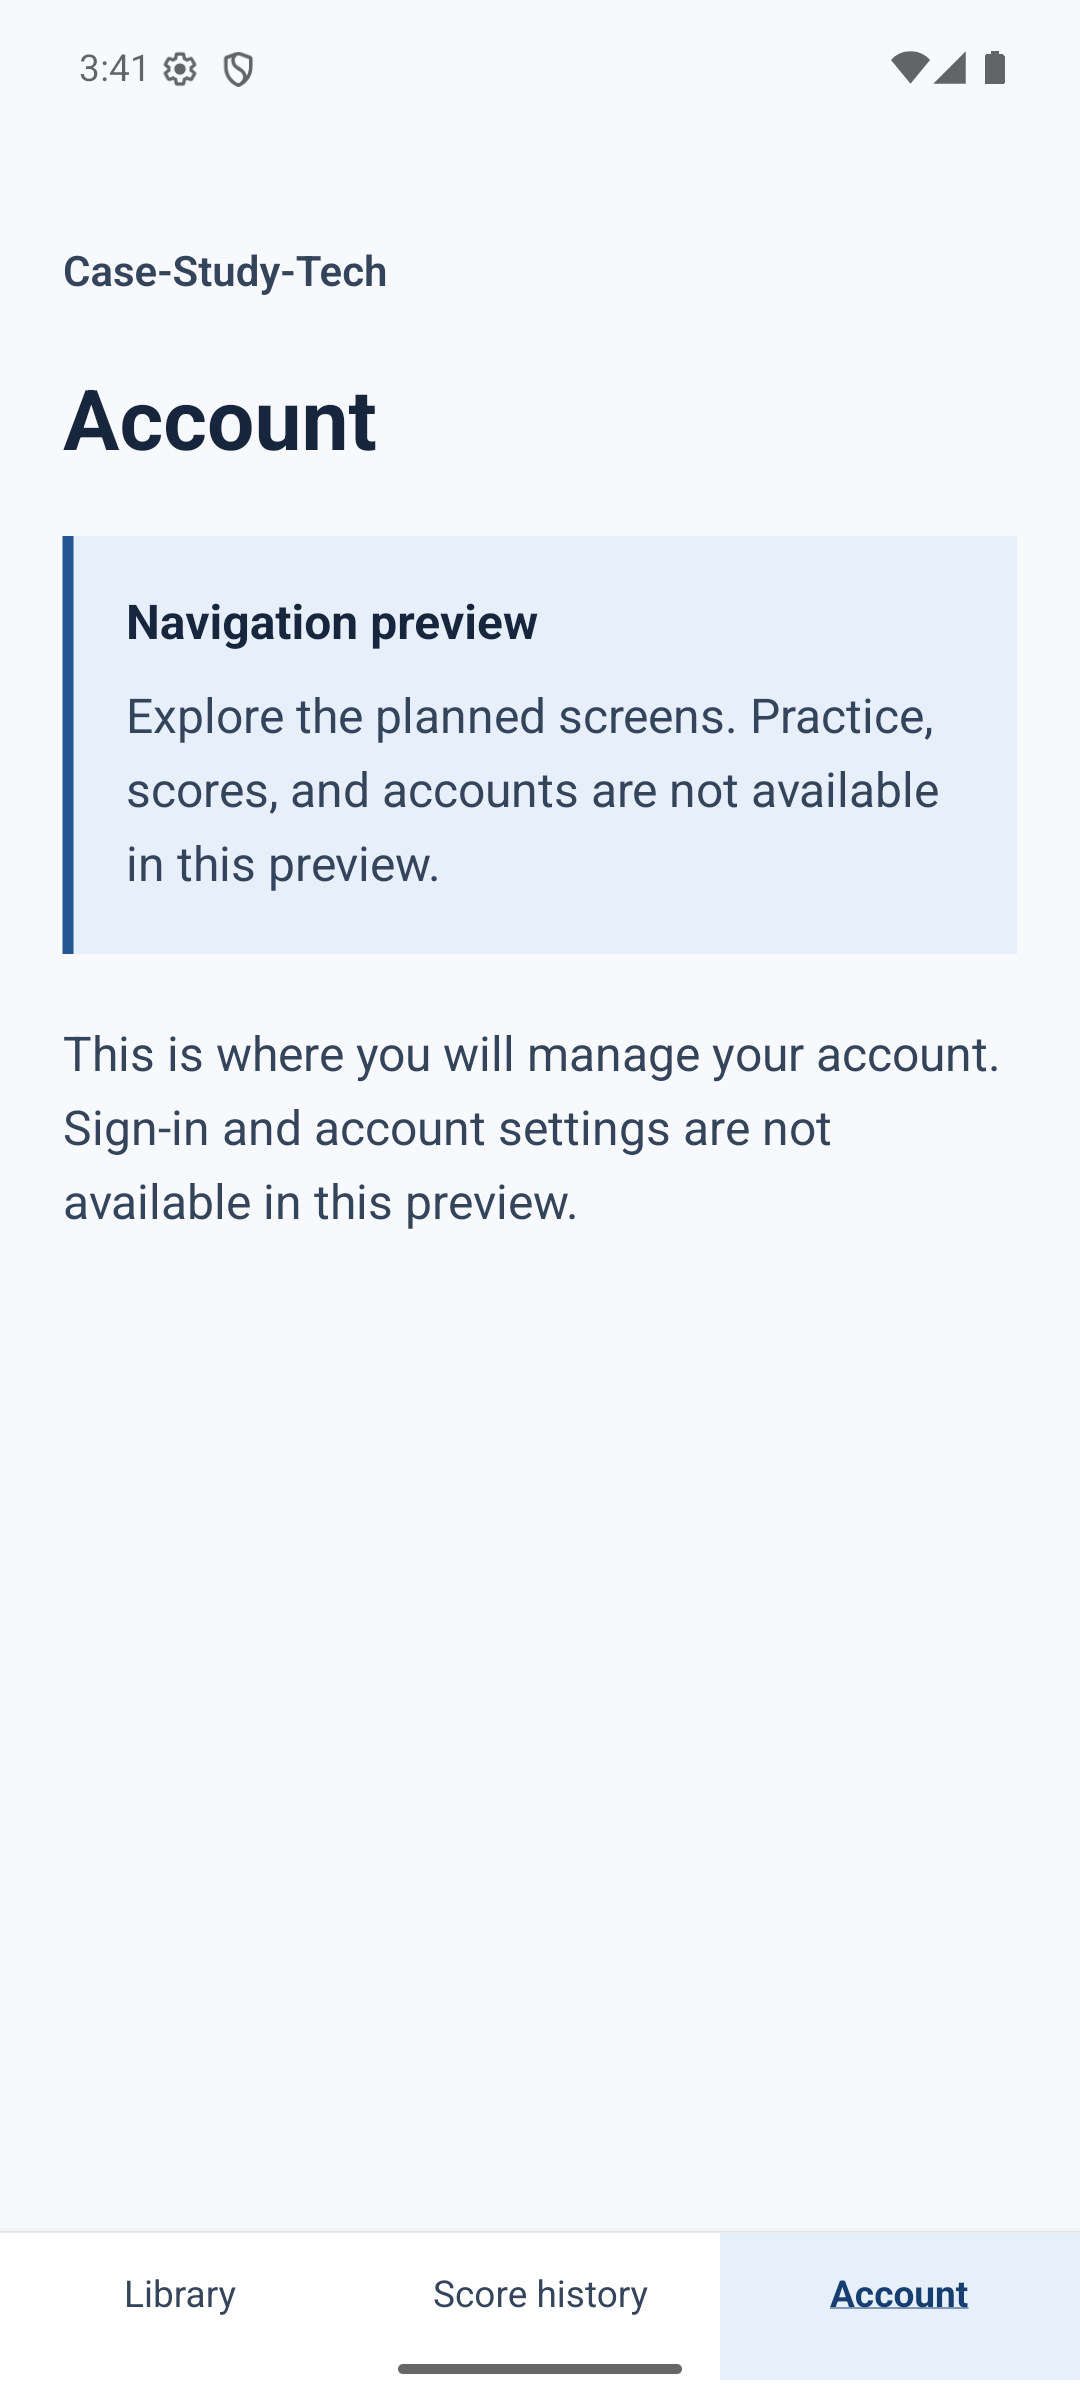 3:41
Case-Study-Tech
Account
Navigation preview
Explore the planned screens. Practice,
scores, and accounts are not available
in this preview.
This is where you will manage your account.
Sign-in and account settings are not
available in this preview.
Library
Score history
Account